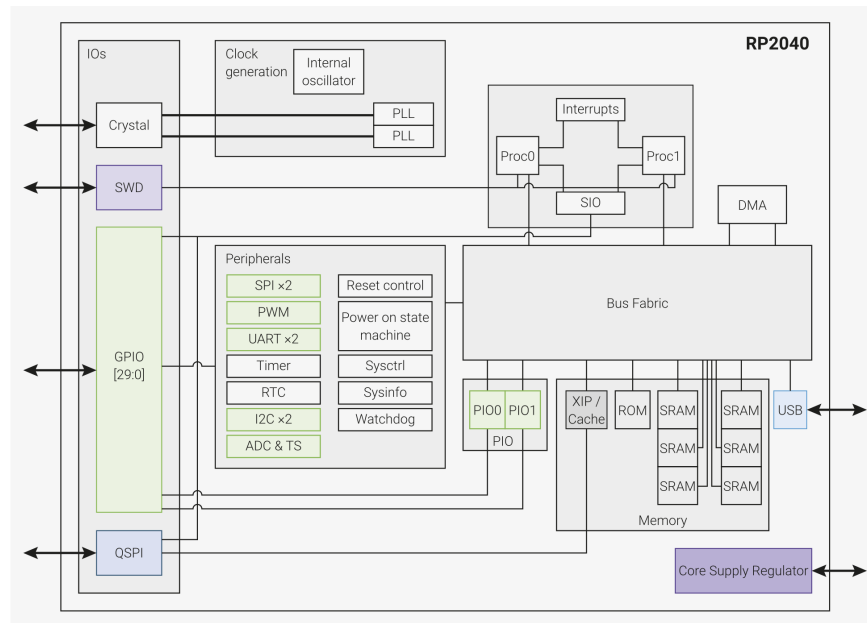 RP2040
IOs
Clock
generation
Internal
oscillator
PLL
PLL
Crystal
Interrupts
Proc0
Proc1
SIO
SWD
DMA
Peripherals
SPI ×2
PWM
UART ×2
Timer
RTC
I2C ×2
ADC & TS
Reset control
Power on state
machine
Sysctrl
Sysinfo
Watchdog
Bus Fabric
GPIO
[29:0]
PIO0
PIO1
PIO
XIP /
Cache
ROM
SRAM
SRAM
SRAM
SRAM
SRAM
SRAM
Memory
USB
QSPI
Core Supply Regulator